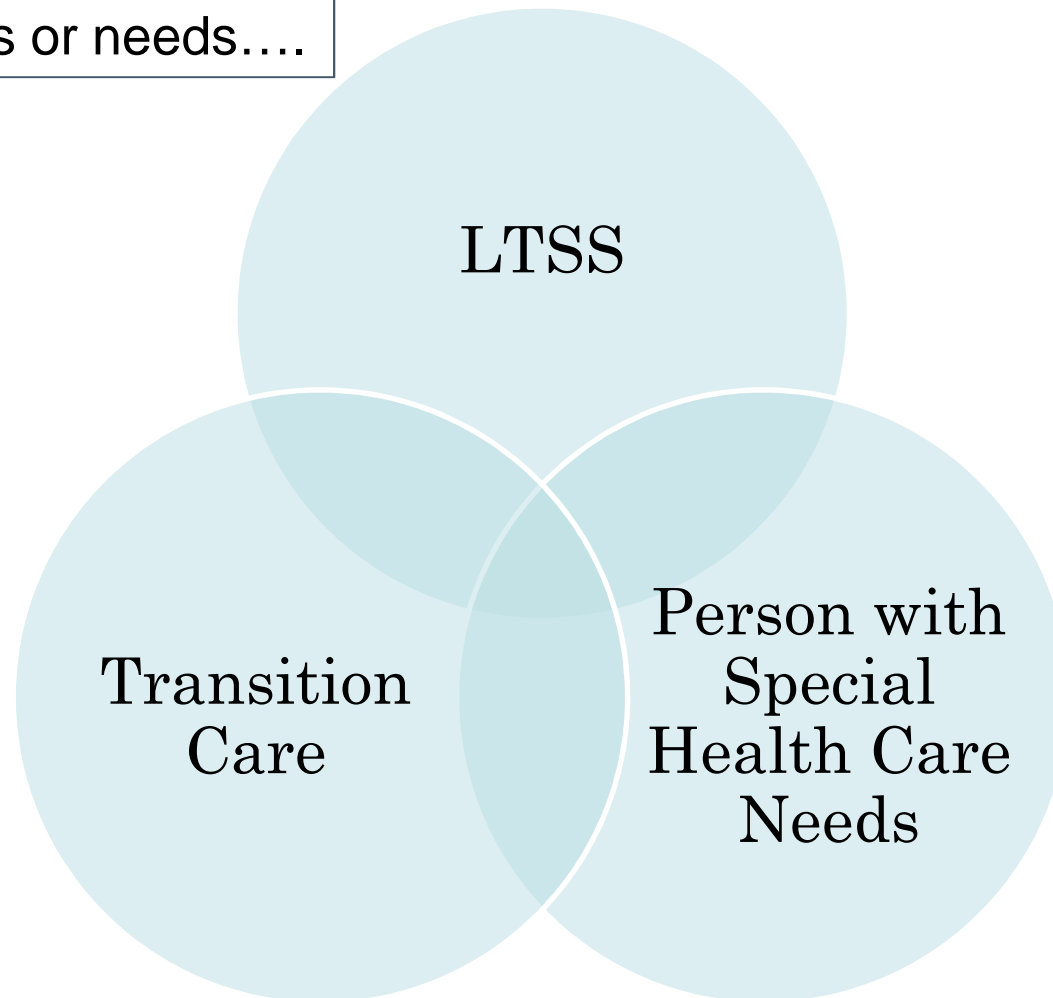 s or needs….
LTSS
Transition
Care
Person with
Special
Health Care
Needs